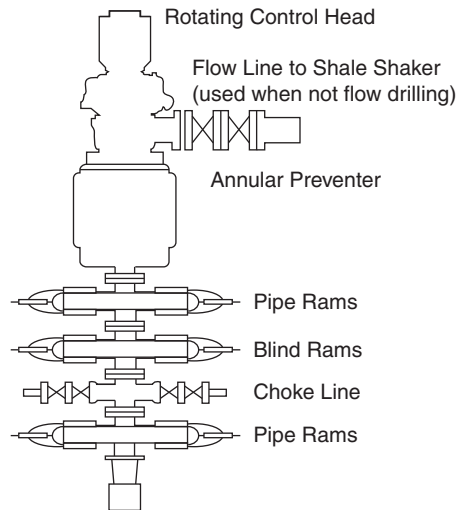 Rotating Control Head
Flow Line to Shale Shaker
(used when not flow drilling)
Annular Preventer
Pipe Rams
Blind Rams
Choke Line
Pipe Rams